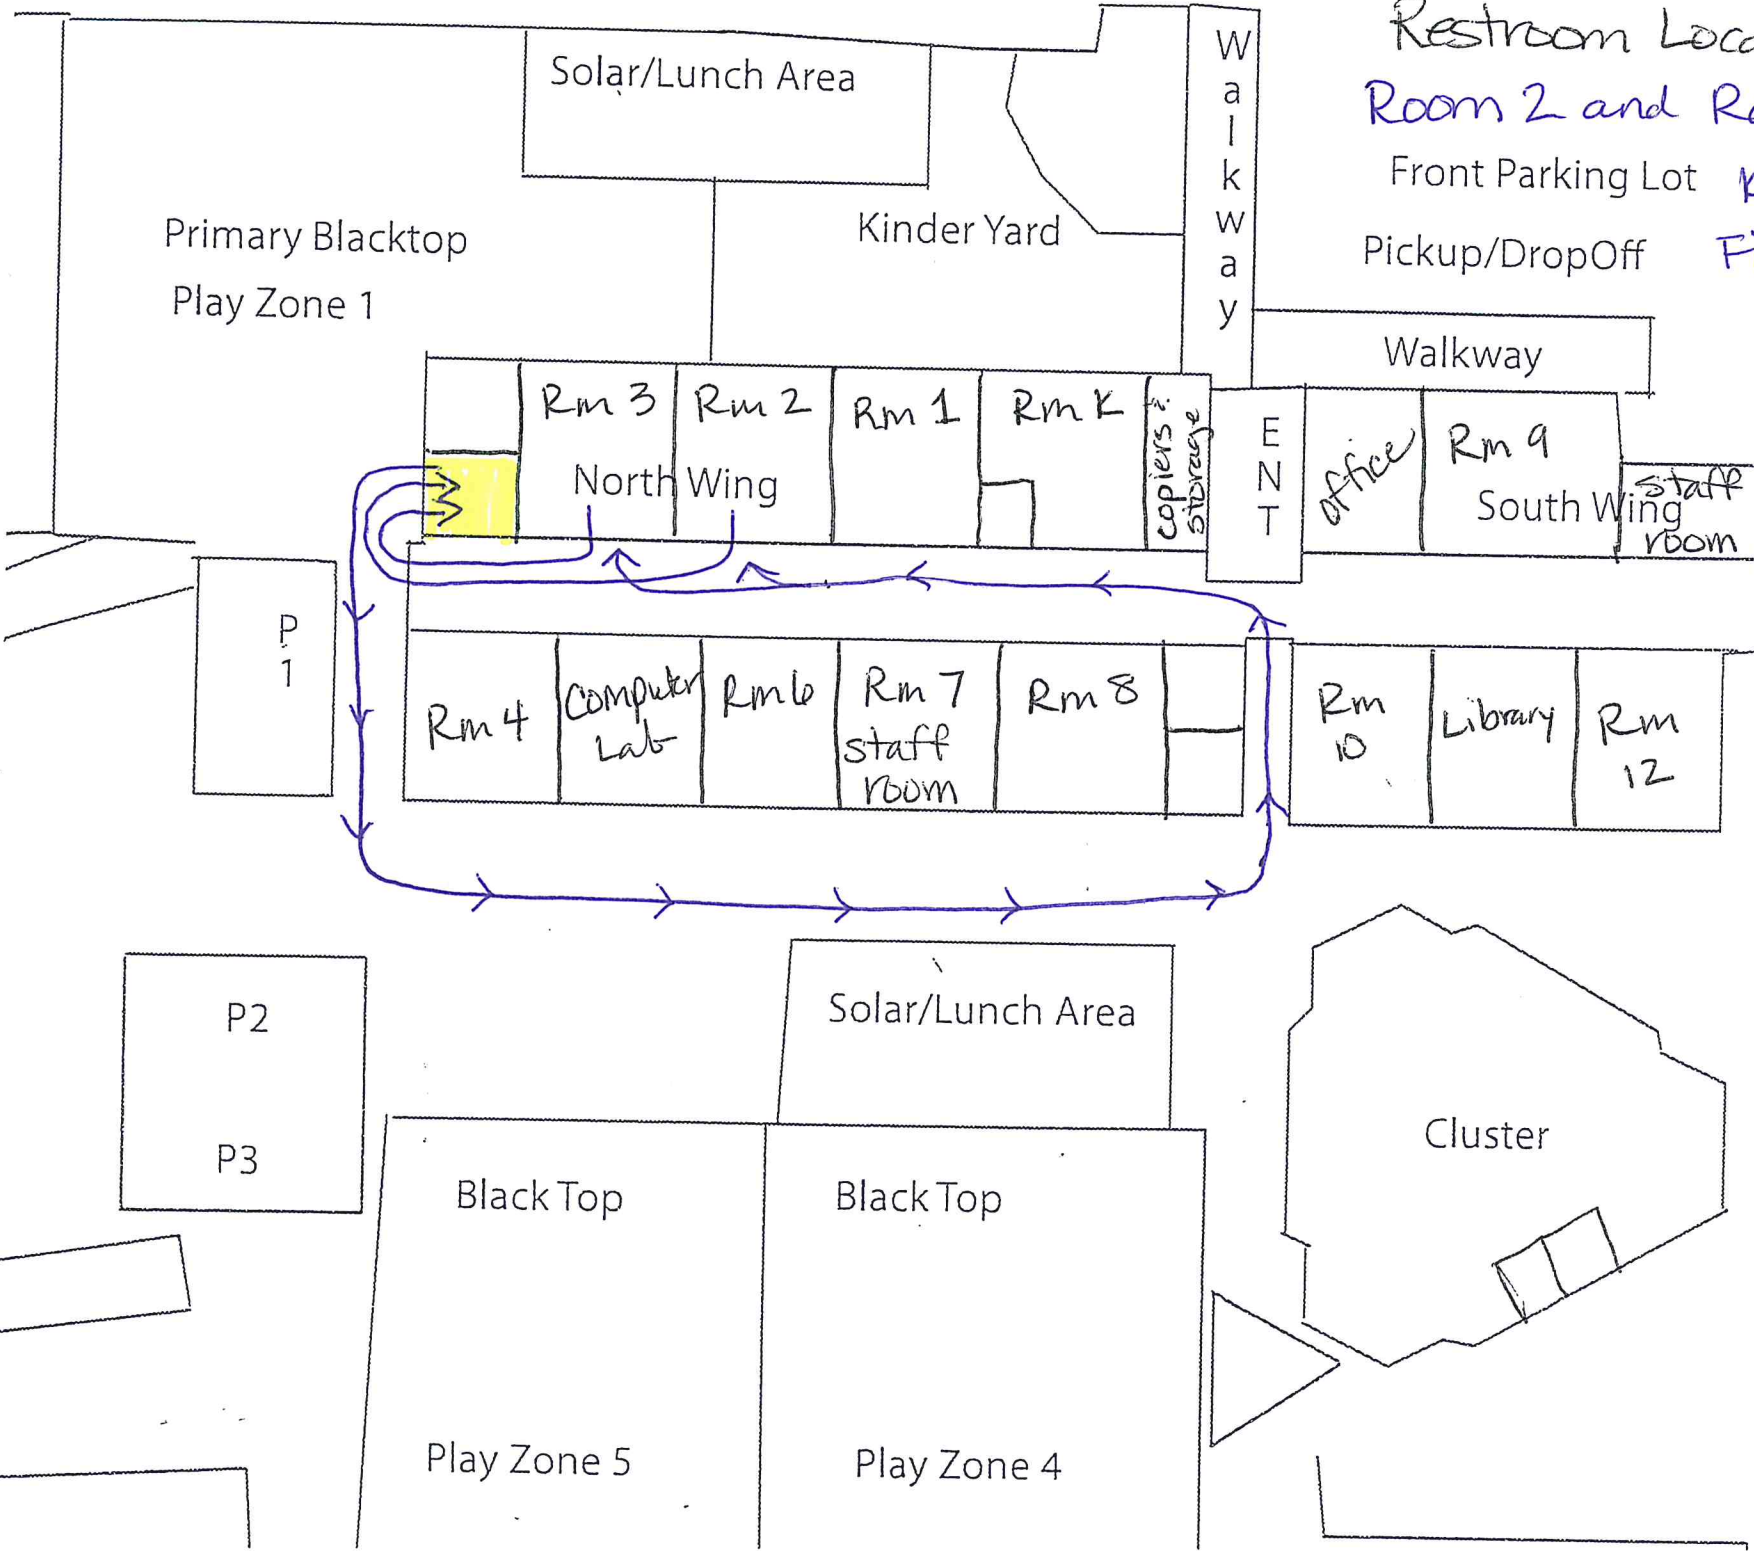 Restroom
Room 2 and
Front Parking Lot
Pickup/DropOff
Solar/Lunch Area
Walkway
Primary Blacktop
Play Zone 1
Kinder Yard
Walkway
Rm 3
Rm 2
Rm 1
Rm K
copiers &
storage
ENT
office
Rm 9
North Wing
South Wing
staff
room
P
1
Rm 4
Computer
Lab
Rm 6
Rm 7
staff
room
Rm 8
Rm
10
Library
Rm
12
P2
P3
Solar/Lunch Area
Cluster
Black Top
Black Top
Play Zone 5
Play Zone 4